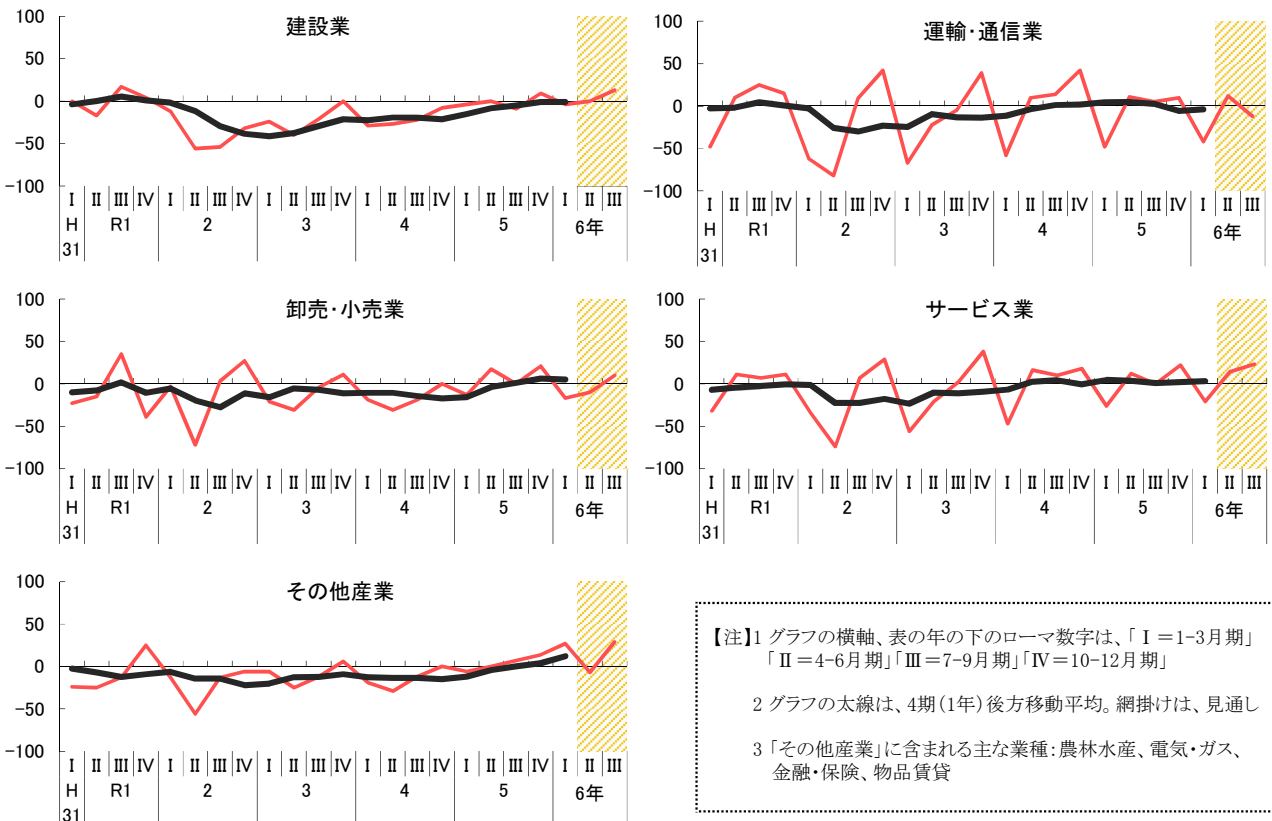 建設業
100
50
0
−50
−100
Ⅰ Ⅱ Ⅲ Ⅳ Ⅰ Ⅱ Ⅲ Ⅳ Ⅰ Ⅱ Ⅲ Ⅳ Ⅰ Ⅱ Ⅲ Ⅳ Ⅰ Ⅱ Ⅲ Ⅳ Ⅰ Ⅱ Ⅲ
H R1 2 3 4 5 6年
31
運輸・通信業
100
50
0
−50
−100
Ⅰ Ⅱ Ⅲ Ⅳ Ⅰ Ⅱ Ⅲ Ⅳ Ⅰ Ⅱ Ⅲ Ⅳ Ⅰ Ⅱ Ⅲ Ⅳ Ⅰ Ⅱ Ⅲ Ⅳ Ⅰ Ⅱ Ⅲ
H R1 2 3 4 5 6年
31
卸売・小売業
100
50
0
−50
−100
Ⅰ Ⅱ Ⅲ Ⅳ Ⅰ Ⅱ Ⅲ Ⅳ Ⅰ Ⅱ Ⅲ Ⅳ Ⅰ Ⅱ Ⅲ Ⅳ Ⅰ Ⅱ Ⅲ Ⅳ Ⅰ Ⅱ Ⅲ
H R1 2 3 4 5 6年
31
サービス業
100
50
0
−50
−100
Ⅰ Ⅱ Ⅲ Ⅳ Ⅰ Ⅱ Ⅲ Ⅳ Ⅰ Ⅱ Ⅲ Ⅳ Ⅰ Ⅱ Ⅲ Ⅳ Ⅰ Ⅱ Ⅲ Ⅳ Ⅰ Ⅱ Ⅲ
H R1 2 3 4 5 6年
31
その他産業
100
50
0
−50
−100
Ⅰ Ⅱ Ⅲ Ⅳ Ⅰ Ⅱ Ⅲ Ⅳ Ⅰ Ⅱ Ⅲ Ⅳ Ⅰ Ⅱ Ⅲ Ⅳ Ⅰ Ⅱ Ⅲ Ⅳ Ⅰ Ⅱ Ⅲ
H R1 2 3 4 5 6年
31
【注】1 グラフの横軸、表の年の下のローマ数字は、「Ⅰ＝1-3月期」
「Ⅱ＝4-6月期」「Ⅲ＝7-9月期」「Ⅳ＝10-12月期」
2 グラフの太線は、4期(1年)後方移動平均。網掛けは、見通し
3 「その他産業」に含まれる主な業種：農林水産、電気・ガス、
金融・保険、物品賃貸